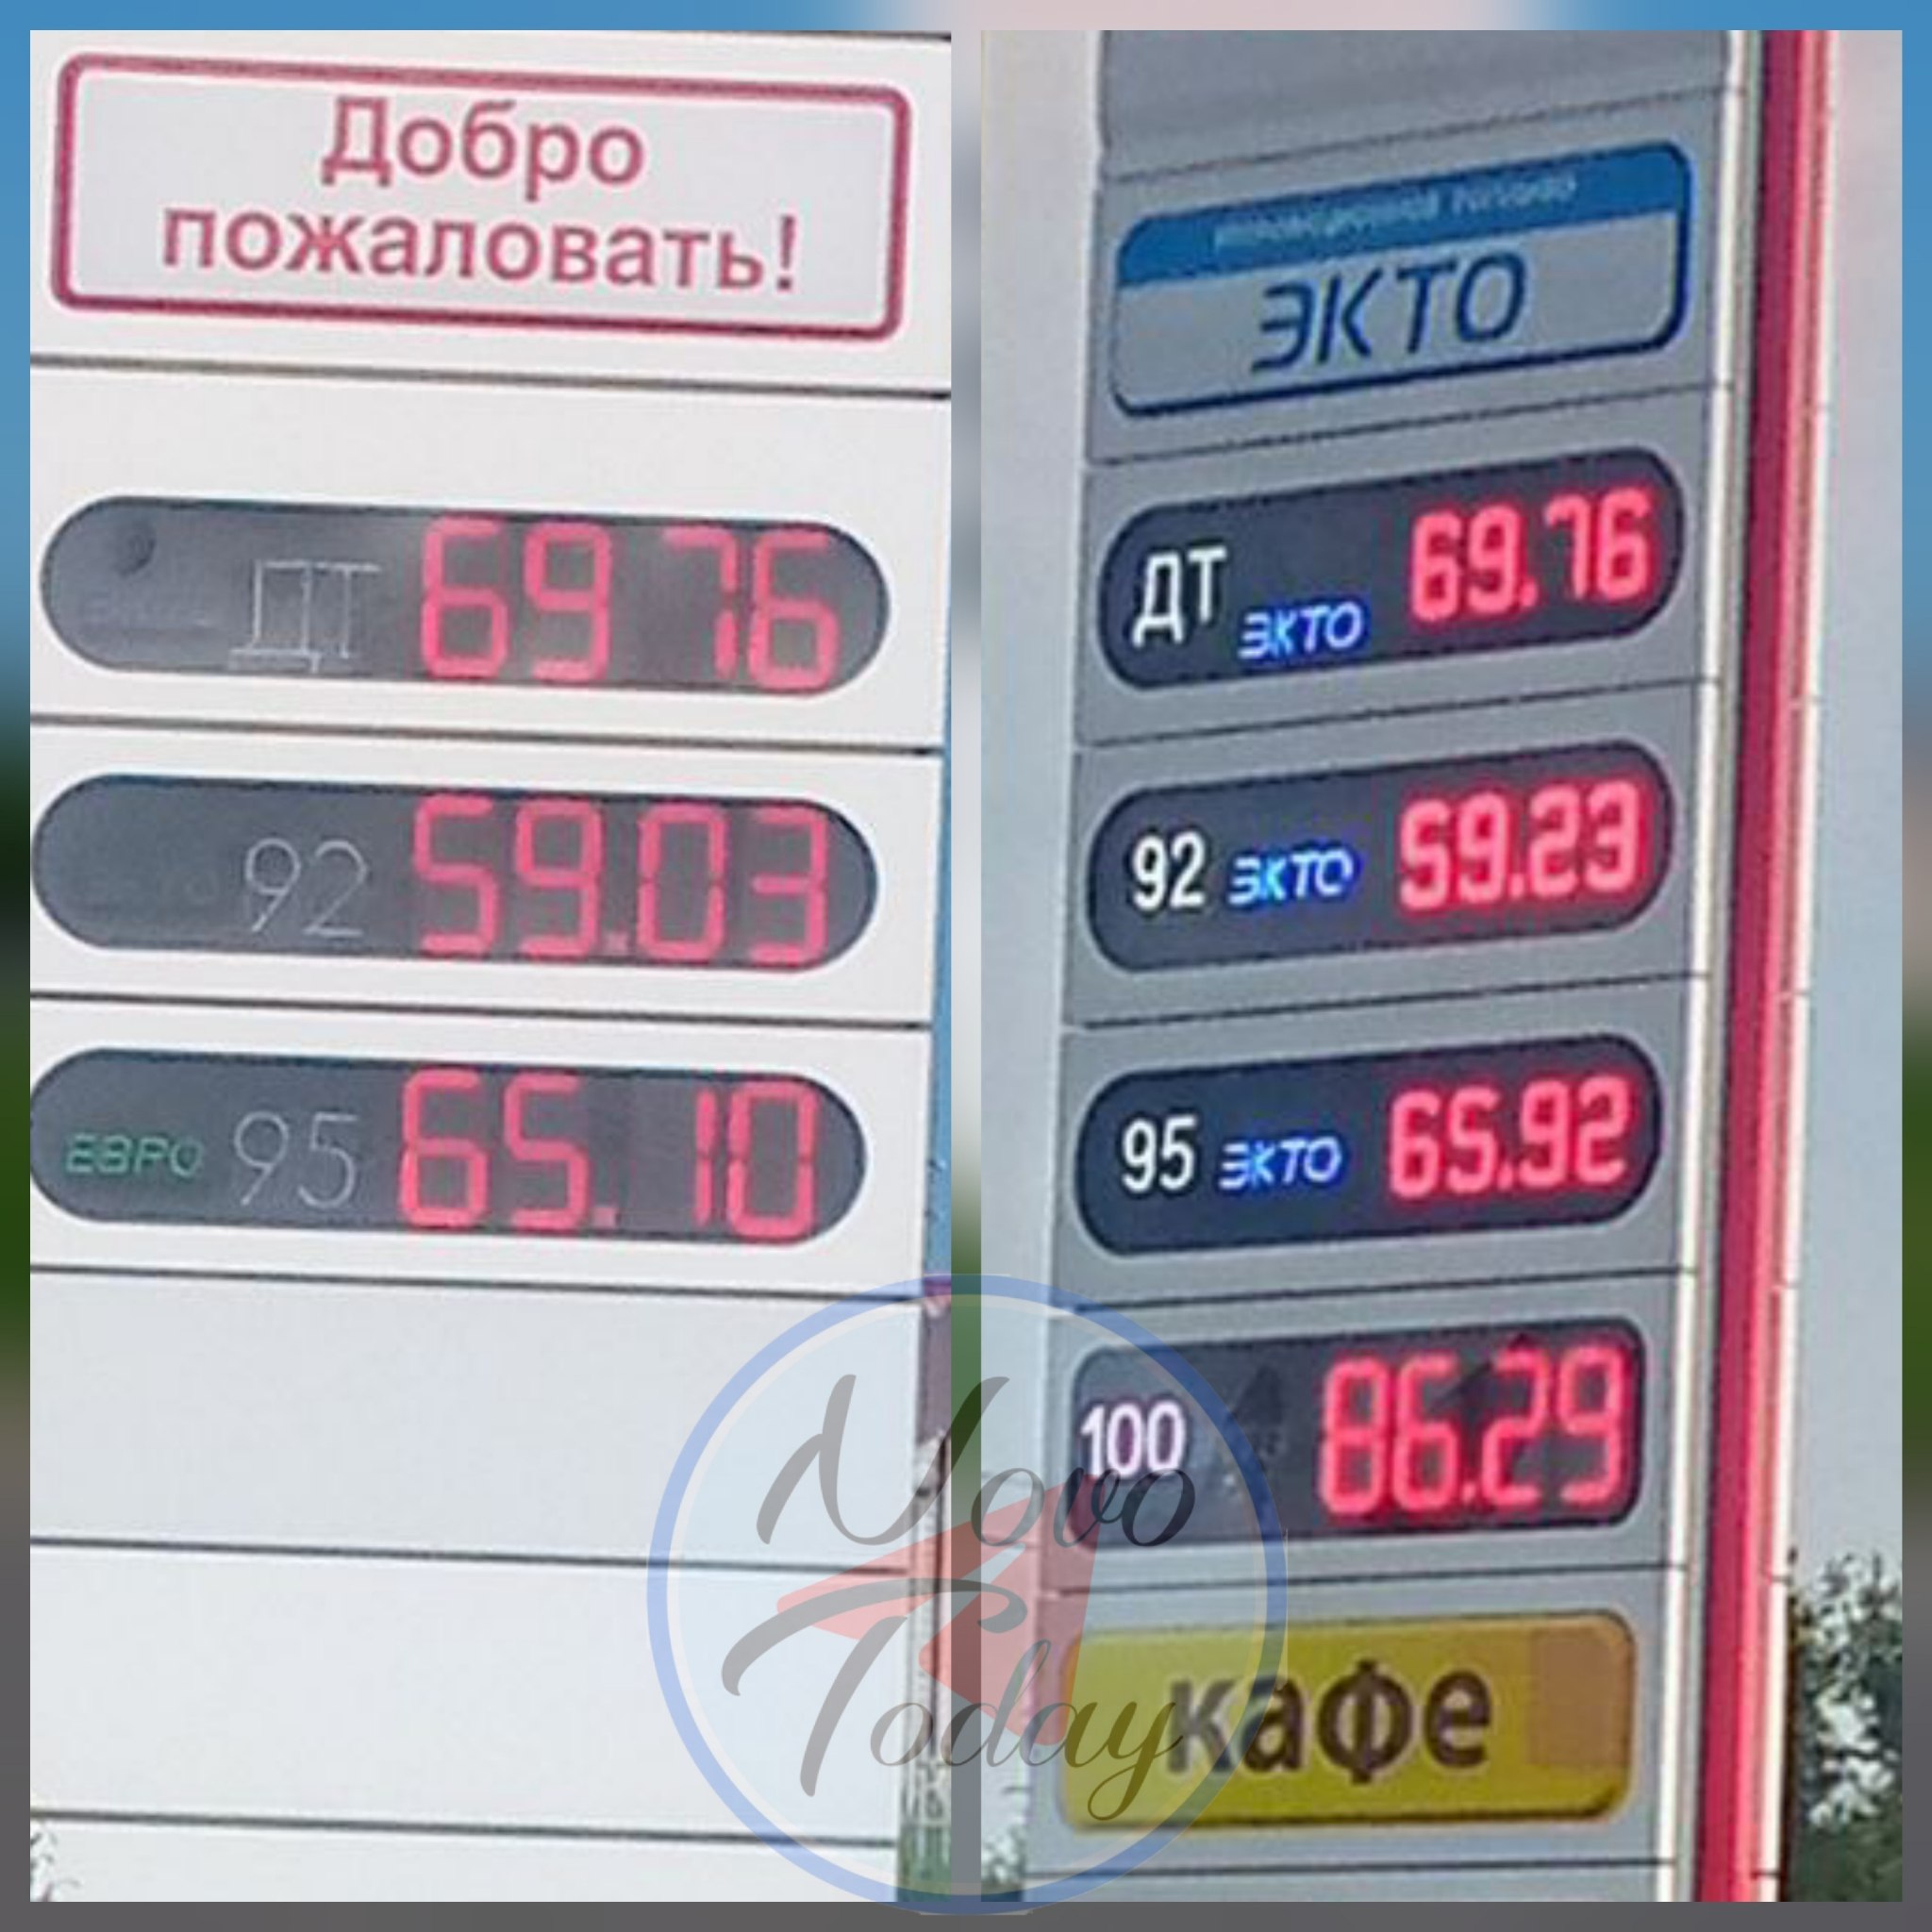 Добро
пожаловать!
ДТ 69 76
92 59.03
ЕВРО 95 65.10
ЭКТО
ДТ ЭКТО 69.76
92 ЭКТО 59.23
95 ЭКТО 65.92
100 86.29
кафе
Novo
Today